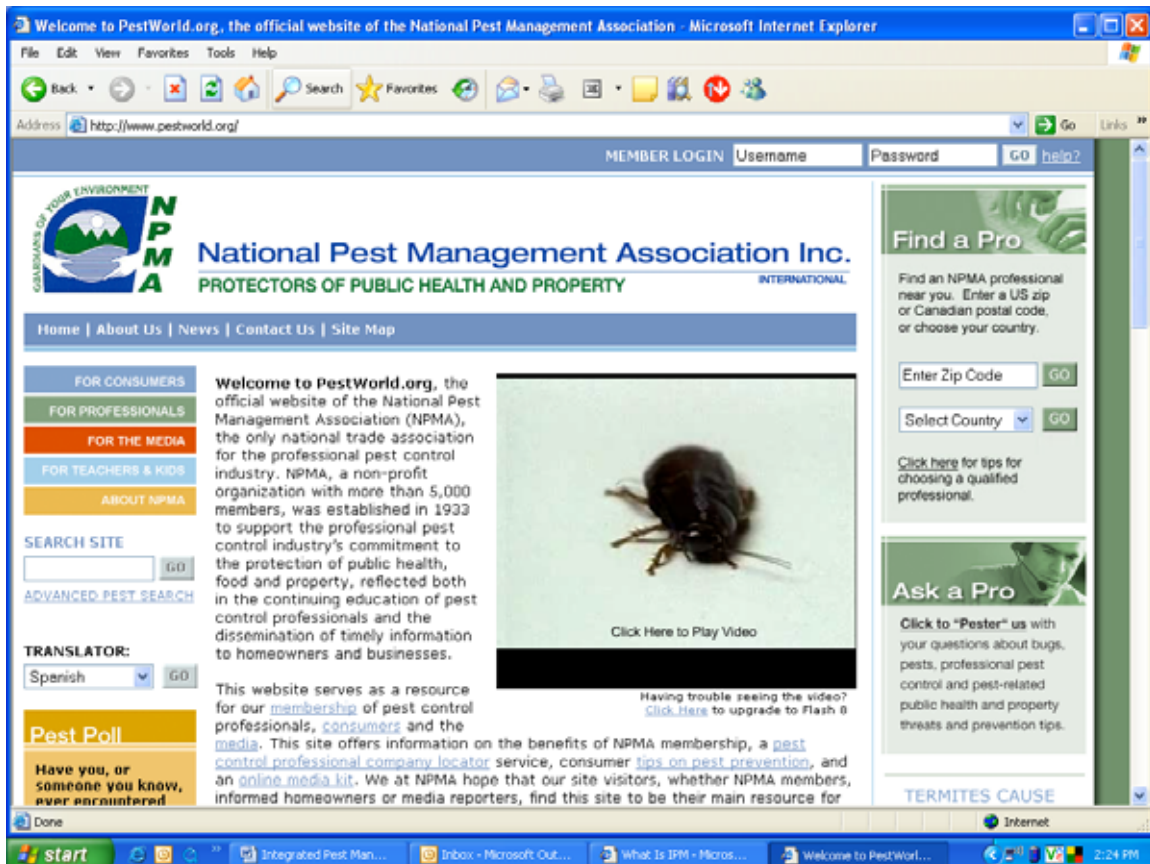 Welcome to PestWorld.org, the official website of the National Pest Management Association - Microsoft Internet Explorer
File Edit View Favorites Tools Help
Back Search Favorites
Address http://www.pestworld.org/ Go Links
MEMBER LOGIN Username Password GO help?
GUARDIANS OF YOUR ENVIRONMENT
NPMA
National Pest Management Association Inc.
PROTECTORS OF PUBLIC HEALTH AND PROPERTY
INTERNATIONAL
Home | About Us | News | Contact Us | Site Map
FOR CONSUMERS
FOR PROFESSIONALS
FOR THE MEDIA
FOR TEACHERS & KIDS
ABOUT NPMA
SEARCH SITE
GO
ADVANCED PEST SEARCH
TRANSLATOR:
Spanish GO
Pest Poll
Have you, or
someone you know,
ever encountered
Welcome to PestWorld.org, the
official website of the National Pest
Management Association (NPMA),
the only national trade association
for the professional pest control
industry. NPMA, a non-profit
organization with more than 5,000
members, was established in 1933
to support the professional pest
control industry's commitment to
the protection of public health,
food and property, reflected both
in the continuing education of pest
control professionals and the
dissemination of timely information
to homeowners and businesses.
Click Here to Play Video
Having trouble seeing the video?
Click Here to upgrade to Flash 8
This website serves as a resource
for our membership of pest control
professionals, consumers and the
media. This site offers information on the benefits of NPMA membership, a pest
control professional company locator service, consumer tips on pest prevention, and
an online media kit. We at NPMA hope that our site visitors, whether NPMA members,
informed homeowners or media reporters, find this site to be their main resource for
Find a Pro
Find an NPMA professional
near you. Enter a US zip
or Canadian postal code,
or choose your country.
Enter Zip Code GO
Select Country GO
Click here for tips for
choosing a qualified
professional.
Ask a Pro
Click to "Pester" us with
your questions about bugs,
pests, professional pest
control and pest-related
public health and property
threats and prevention tips.
TERMITES CAUSE
Done Internet
start Integrated Pest Man... Inbox - Microsoft Out... What Is IPM - Micros... Welcome to PestWorl... 2:24 PM